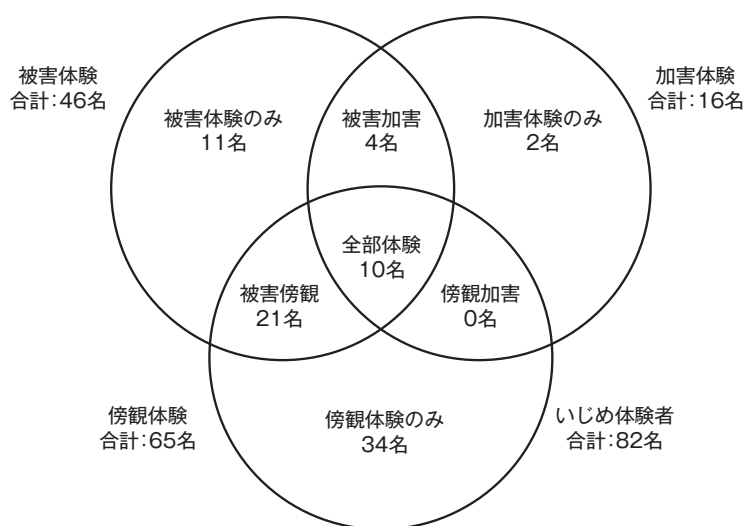 被害体験
合計：46名
加害体験
合計：16名
被害体験のみ
11名
被害加害
4名
加害体験のみ
2名
全部体験
10名
被害傍観
21名
傍観加害
0名
傍観体験
合計：65名
傍観体験のみ
34名
いじめ体験者
合計：82名